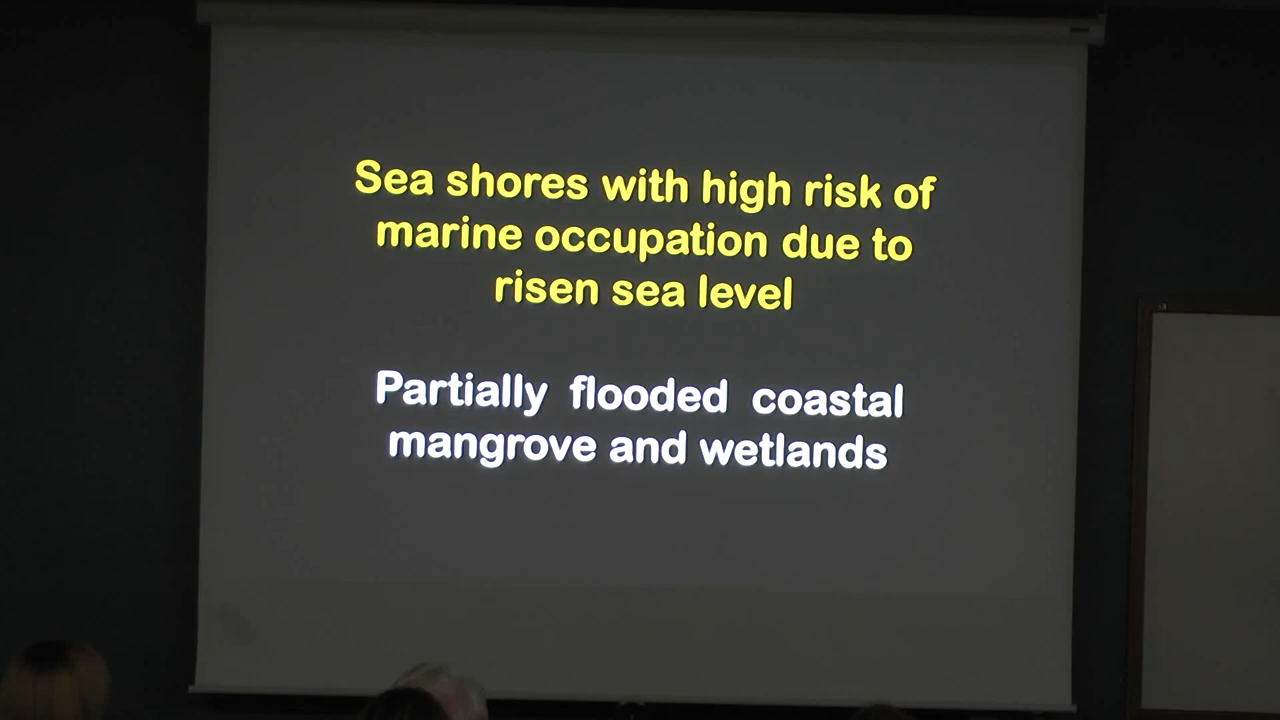 Sea shores with high risk of
marine occupation due to
risen sea level
Partially flooded coastal
mangrove and wetlands